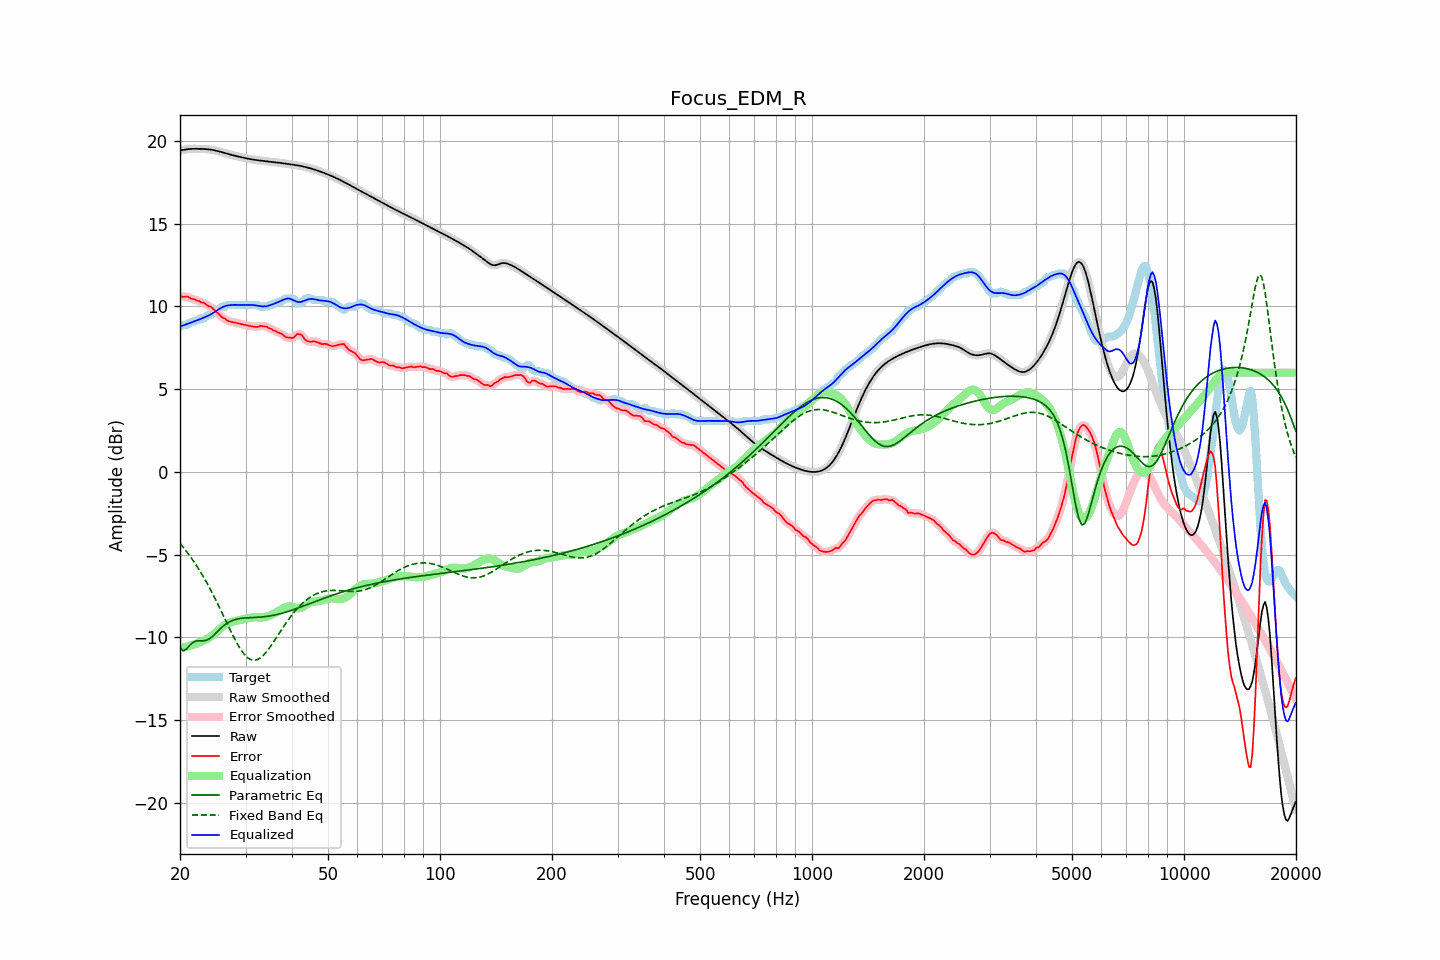 Focus_EDM_R
Amplitude (dBr)
20
15
10
5
0
−5
−10
−15
−20
Target
Raw Smoothed
Error Smoothed
Raw
Error
Equalization
Parametric Eq
Fixed Band Eq
Equalized
20 50 100 200 500 1000 2000 5000 10000 20000
Frequency (Hz)